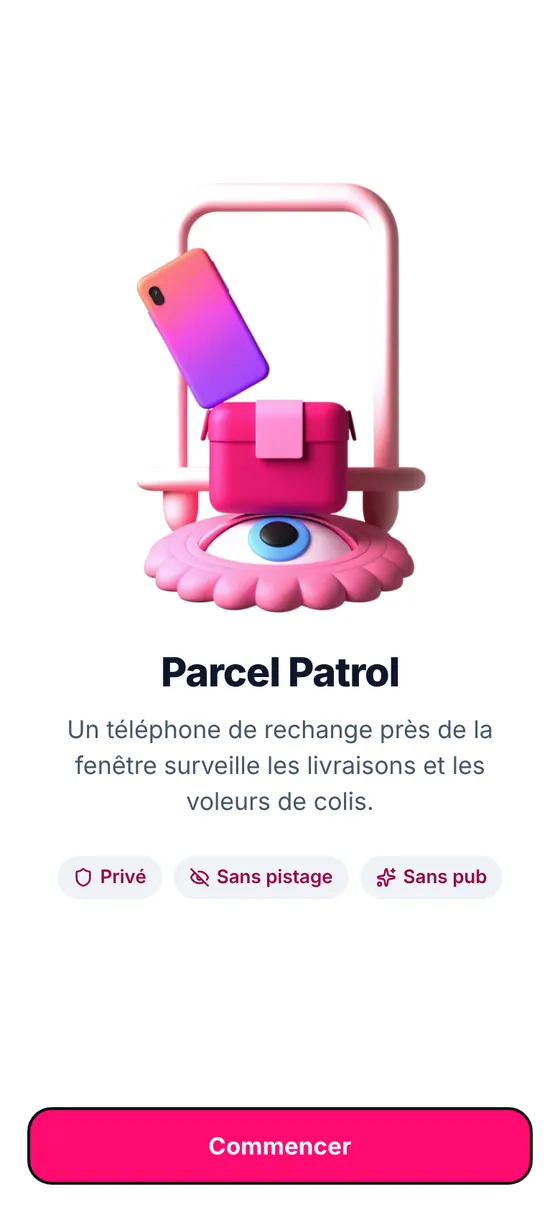 Parcel Patrol
Un téléphone de rechange près de la
fenêtre surveille les livraisons et les
voleurs de colis.
Privé
Sans pistage
Sans pub
Commencer